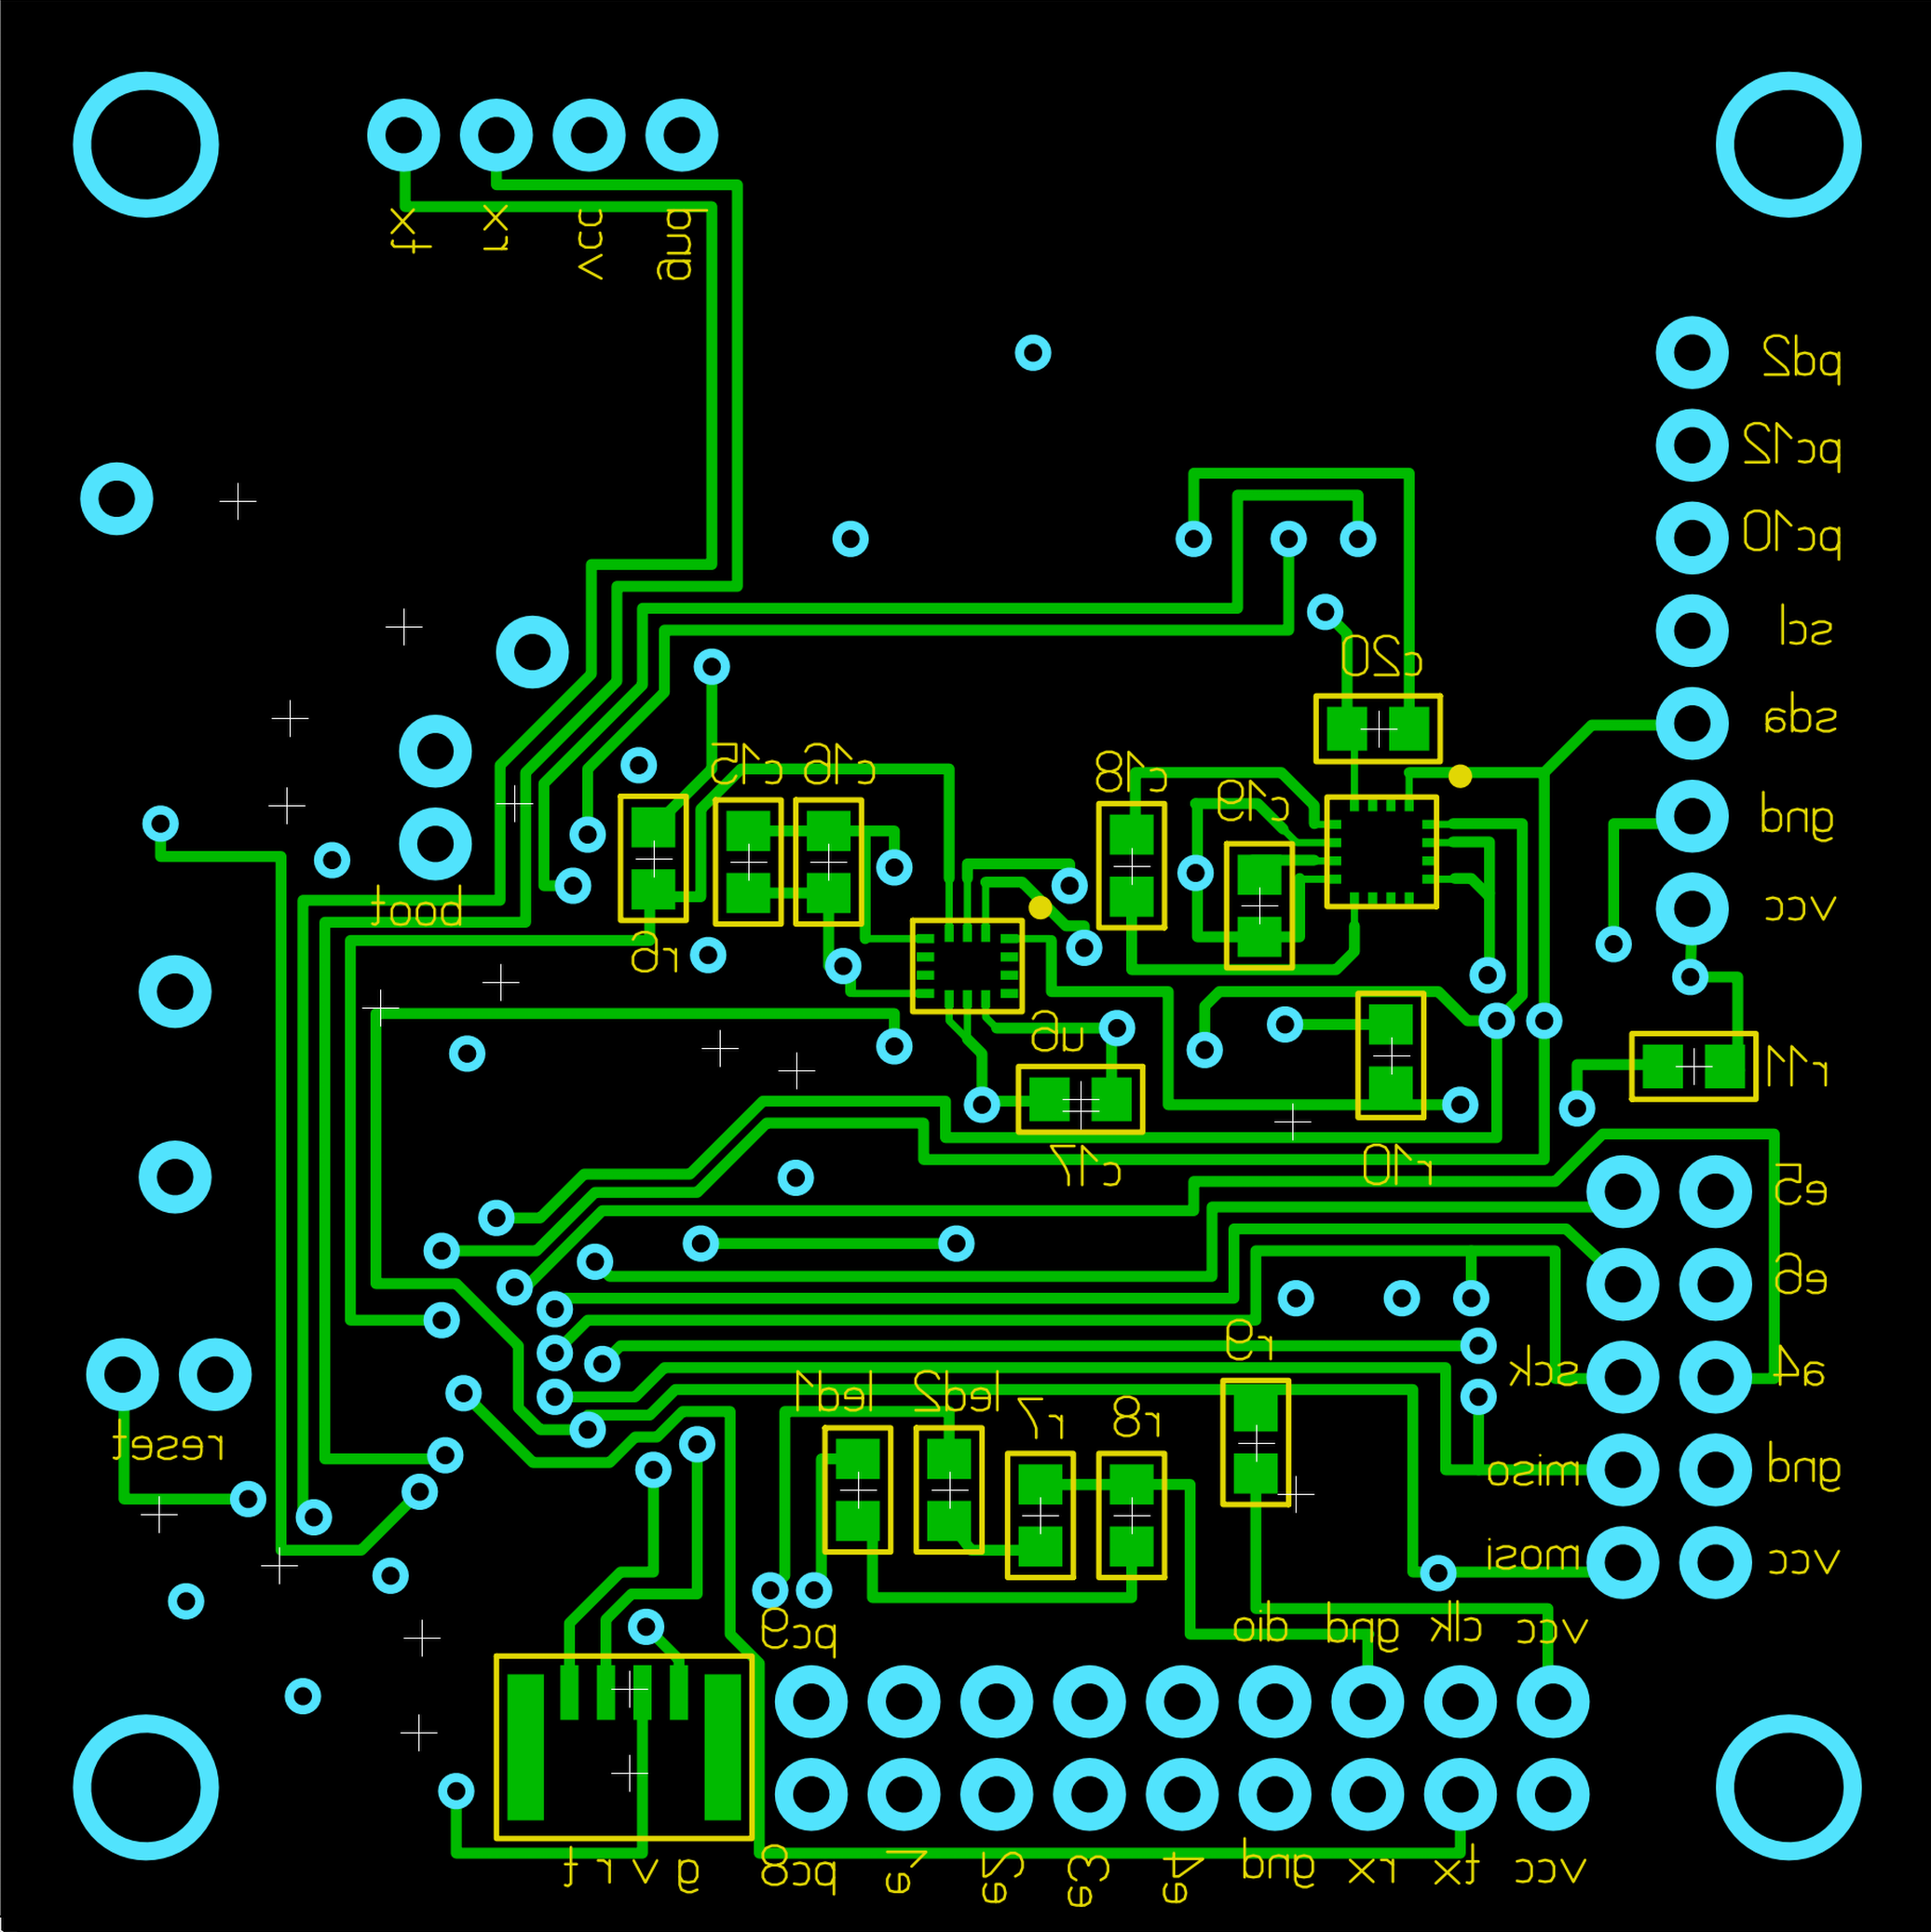 tx
rx
vcc
gnd
pd2
pc12
pc10
scl
sda
gnd
vcc
c20
c15
c16
c18
c19
boot
r6
u6
r11
c17
r10
e5
e6
r9
sck
a4
led1
led2
r7
r8
reset
miso
gnd
mosi
vcc
pc9
dio
gnd
clk
vcc
t
r
v
g
pc8
e1
e2
e3
e4
gnd
rx
tx
vcc